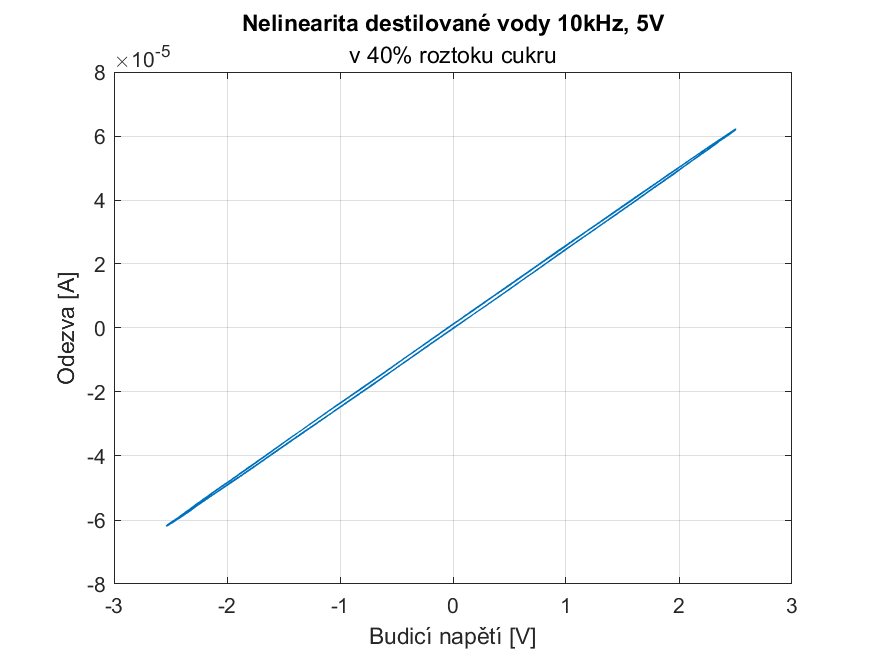 Nelinearita destilované vody 10kHz, 5V
v 40% roztoku cukru
×10-5
8
6
4
2
0
-2
-4
-6
-8
-3 -2 -1 0 1 2 3
Odezva [A]
Budicí napětí [V]